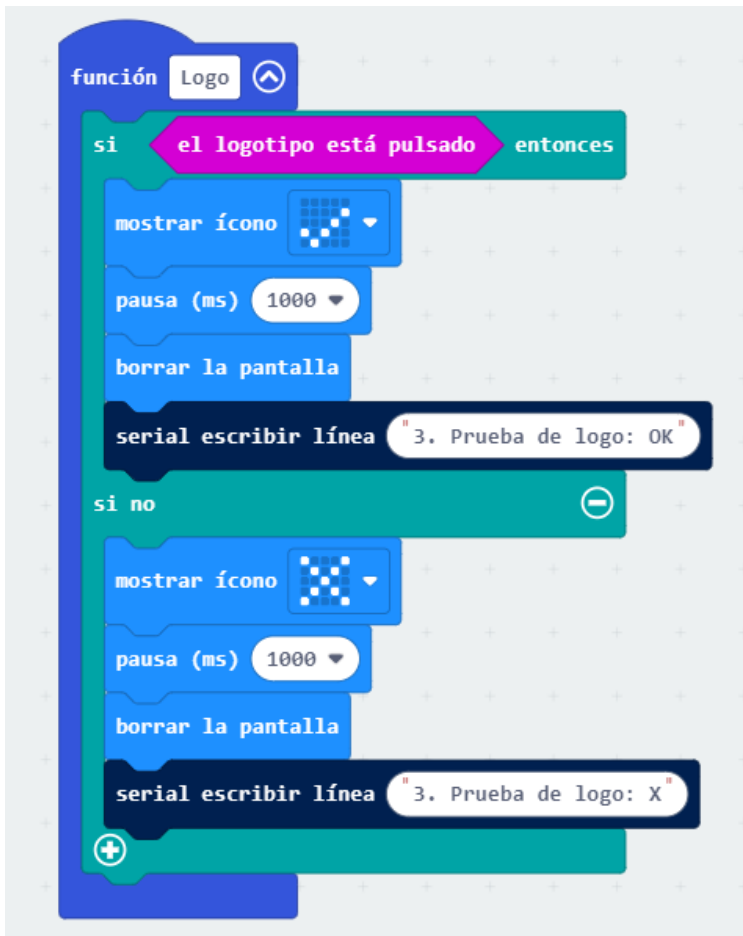 función Logo
si el logotipo está pulsado entonces
mostrar ícono
pausa (ms) 1000
borrar la pantalla
serial escribir línea "3. Prueba de logo: OK"
si no
mostrar ícono
pausa (ms) 1000
borrar la pantalla
serial escribir línea "3. Prueba de logo: X"